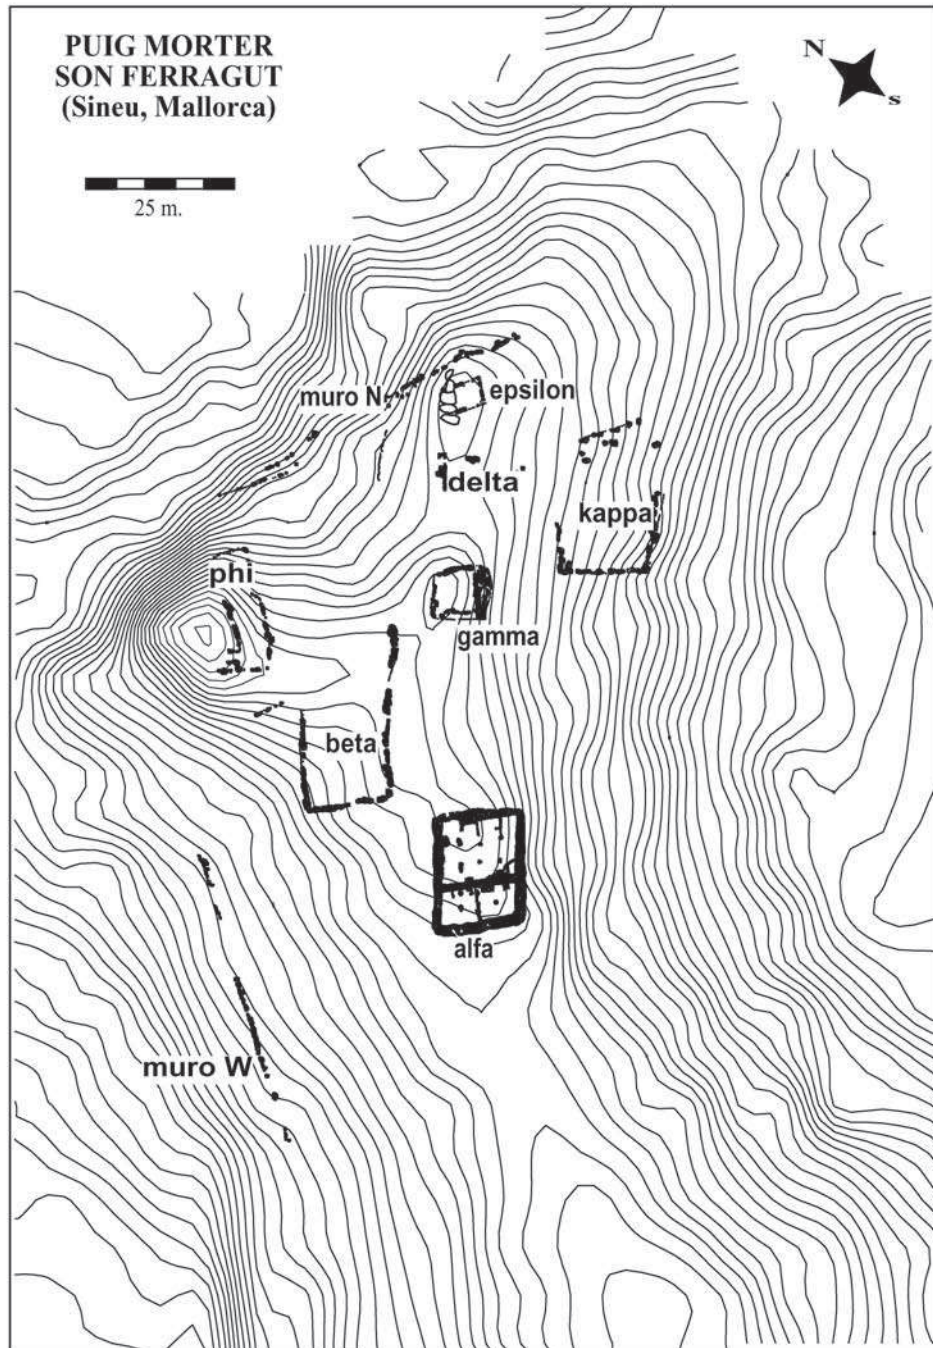 PUIG MORTER
SON FERRAGUT
(Sineu, Mallorca)
N
s
25 m.
muro N
epsilon
delta
kappa
phi
gamma
beta
alfa
muro W